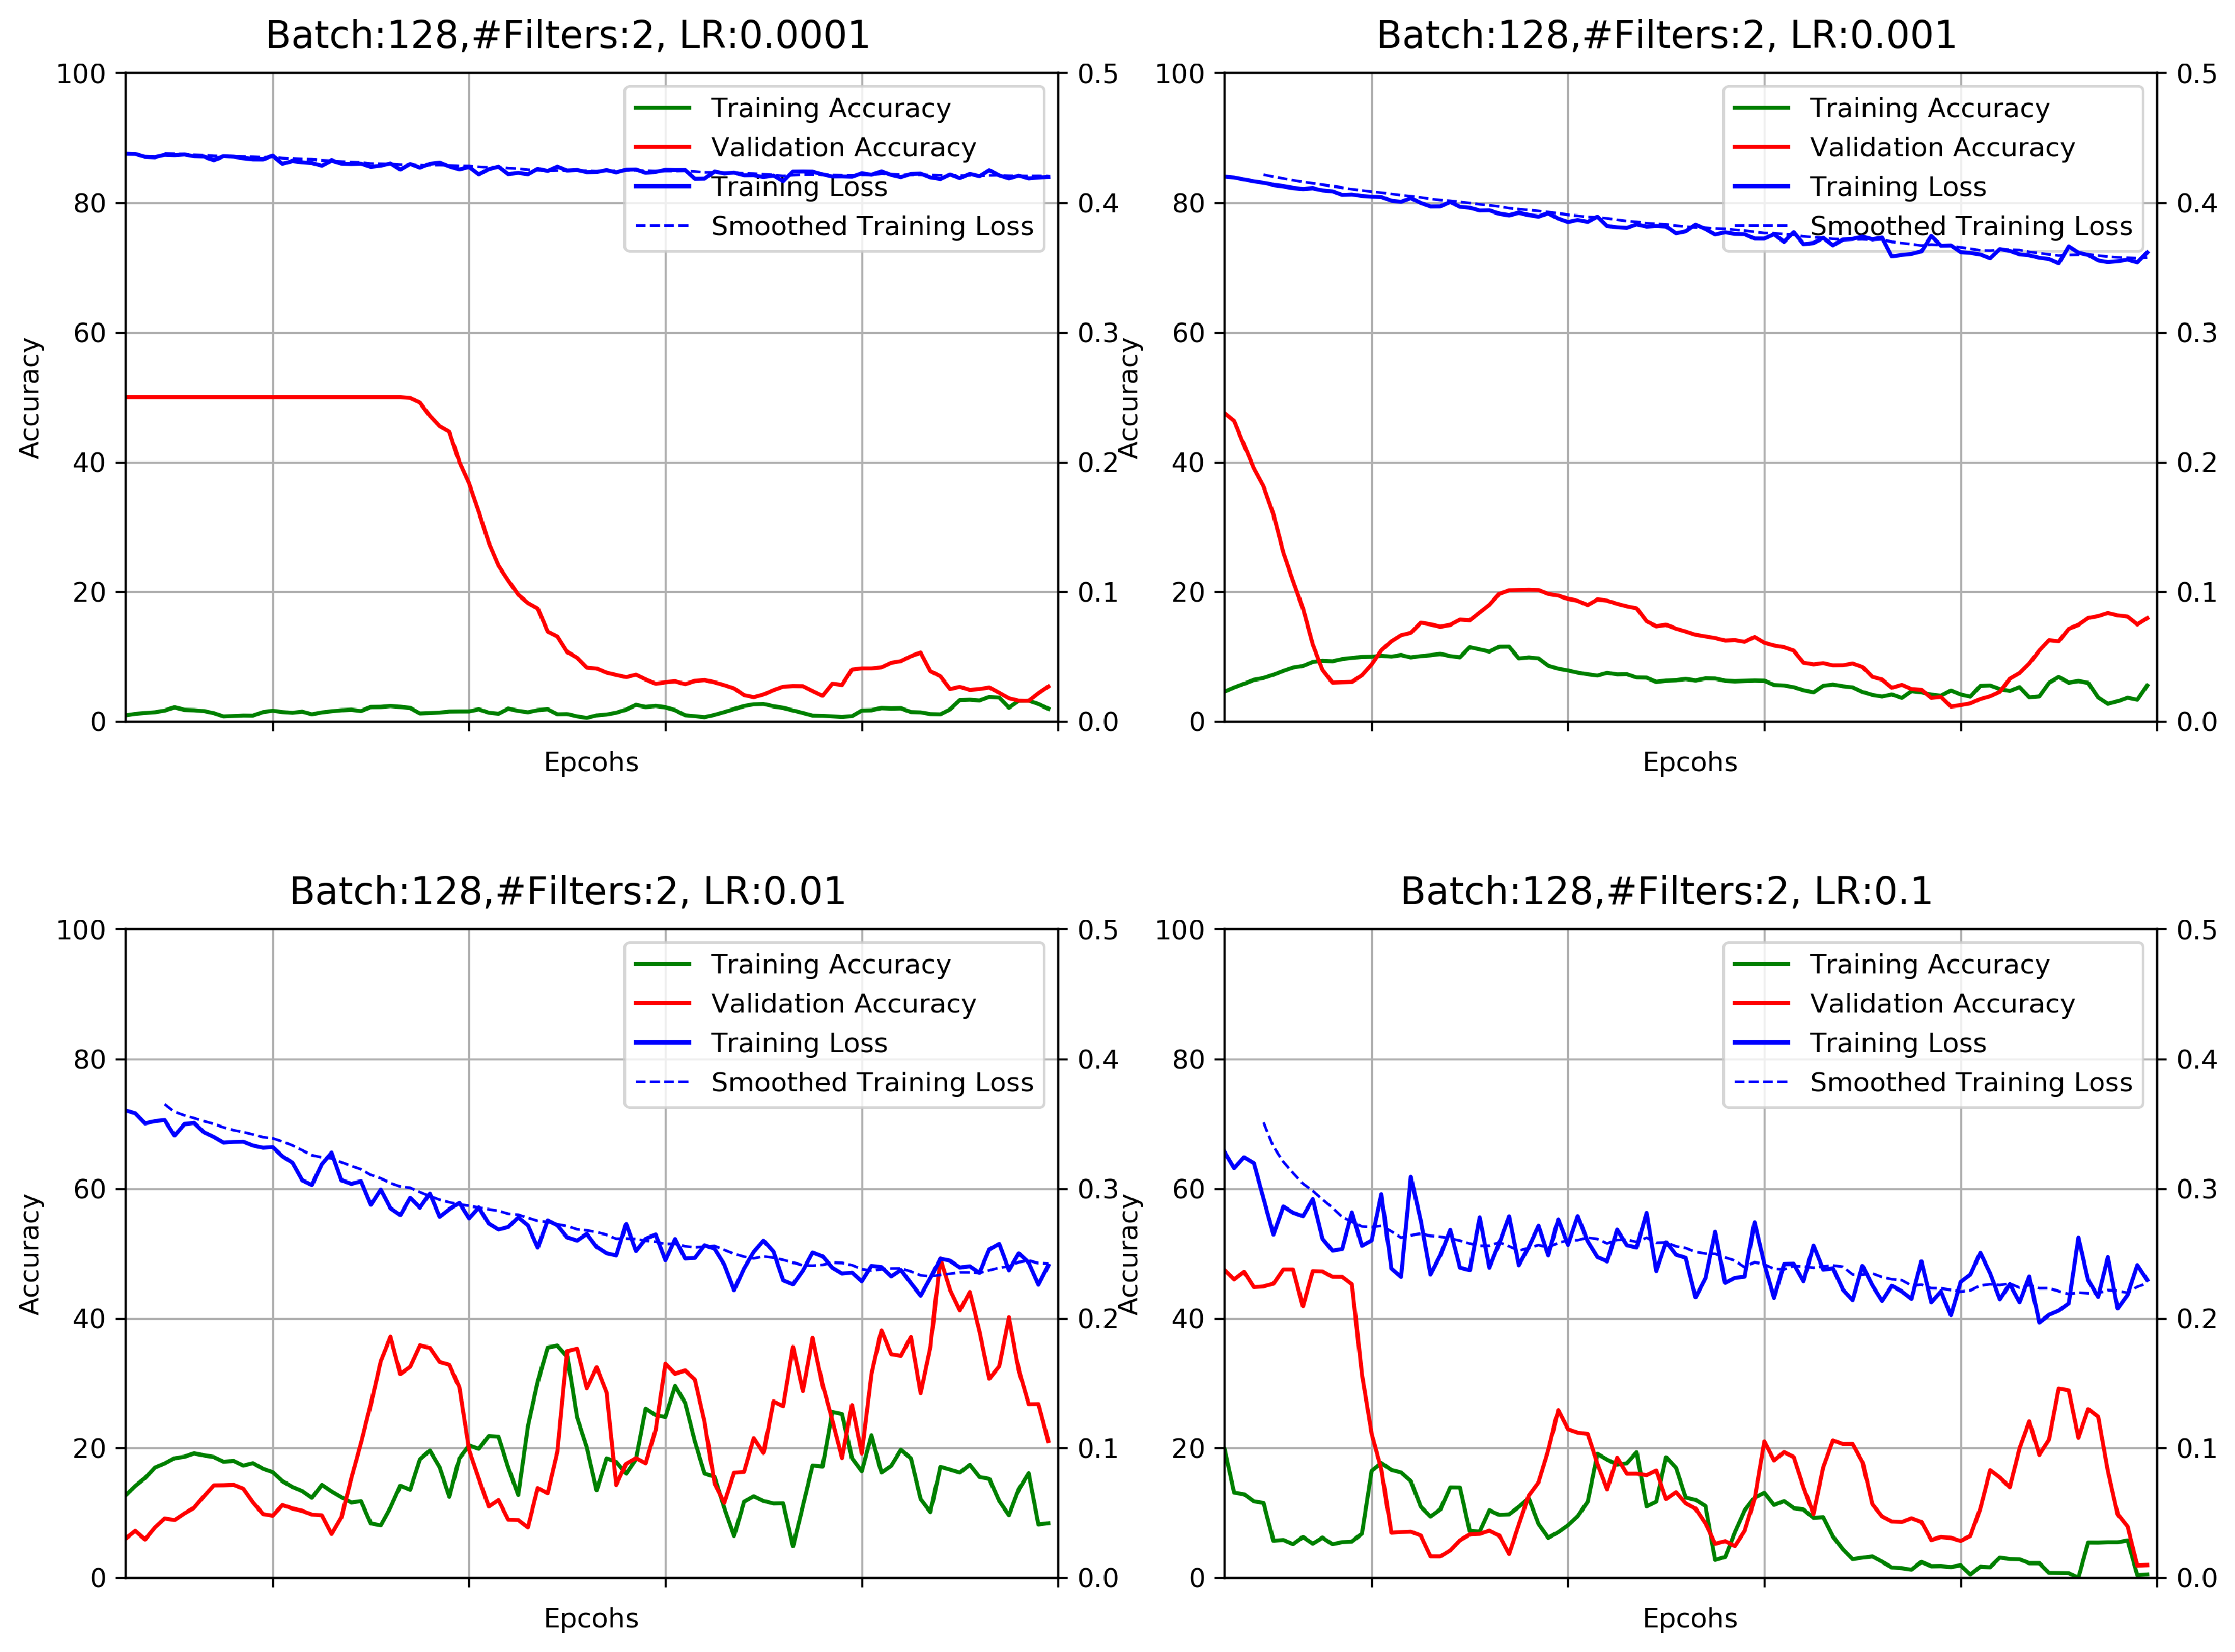 Batch:128,#Filters:2, LR:0.0001
100
80
60
40
20
0
Accuracy
Training Accuracy
Validation Accuracy
Training Loss
Smoothed Training Loss
0.5
0.4
0.3
0.2
0.1
0.0
Epcohs
Batch:128,#Filters:2, LR:0.001
100
80
60
40
20
0
Accuracy
Training Accuracy
Validation Accuracy
Training Loss
Smoothed Training Loss
0.5
0.4
0.3
0.2
0.1
0.0
Epcohs
Batch:128,#Filters:2, LR:0.01
100
80
60
40
20
0
Accuracy
Training Accuracy
Validation Accuracy
Training Loss
Smoothed Training Loss
0.5
0.4
0.3
0.2
0.1
0.0
Epcohs
Batch:128,#Filters:2, LR:0.1
100
80
60
40
20
0
Accuracy
Training Accuracy
Validation Accuracy
Training Loss
Smoothed Training Loss
0.5
0.4
0.3
0.2
0.1
0.0
Epcohs